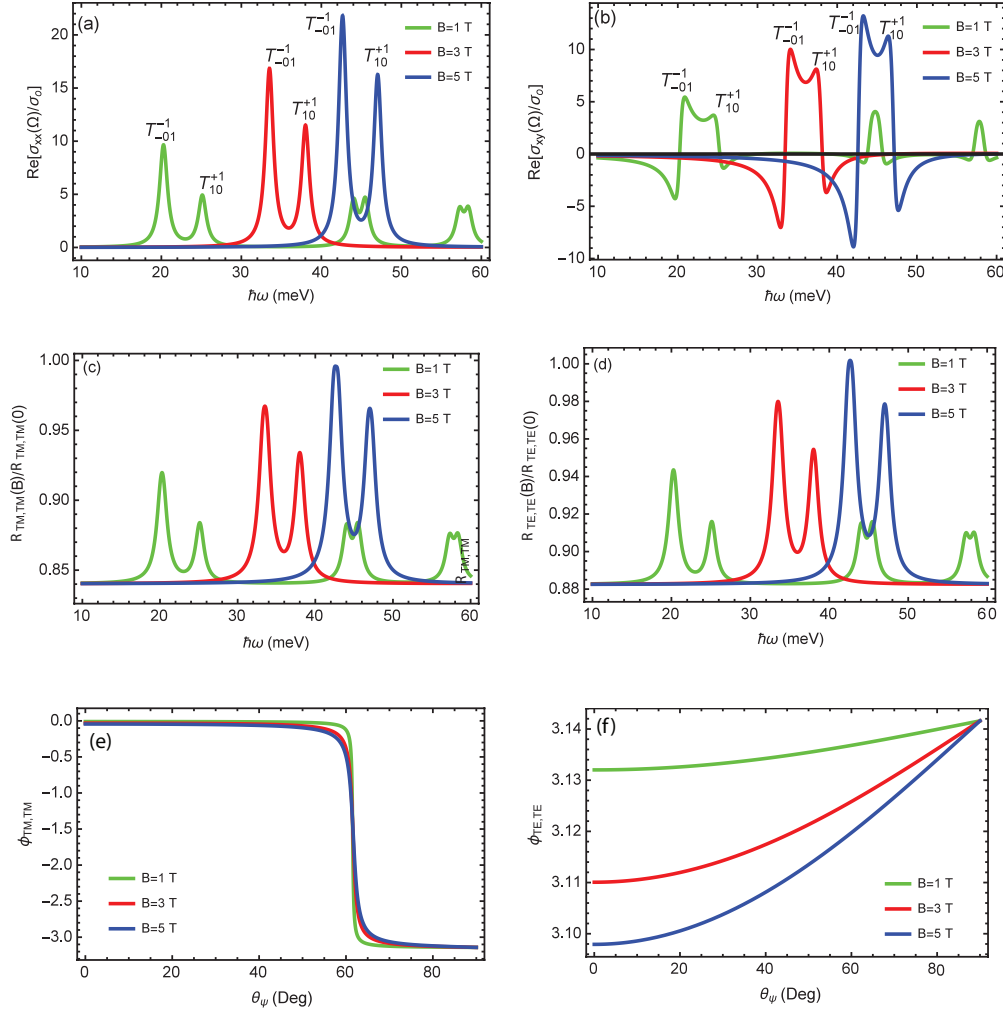 (a)
B=1 T
B=3 T
B=5 T
T₋₀₁⁻¹
T₁₀⁺¹
T₋₀₁⁻¹
T₁₀⁺¹
T₋₀₁⁻¹
T₁₀⁺¹
Re[σxx(Ω)/σo]
20
15
10
5
0
10 20 30 40 50 60
ħω (meV)
(b)
B=1 T
B=3 T
B=5 T
T₋₀₁⁻¹
T₁₀⁺¹
T₋₀₁⁻¹
T₁₀⁺¹
T₋₀₁⁻¹
T₁₀⁺¹
Re[σxy(Ω)/σo]
10
5
0
−5
−10
10 20 30 40 50 60
ħω (meV)
(c)
B=1 T
B=3 T
B=5 T
R TM,TM(B)/R TM,TM(0)
1.00
0.95
0.90
0.85
R TM,TM
10 20 30 40 50 60
ħω (meV)
(d)
B=1 T
B=3 T
B=5 T
R TE,TE(B)/R TE,TE(0)
1.00
0.98
0.96
0.94
0.92
0.90
0.88
10 20 30 40 50 60
ħω (meV)
(e)
B=1 T
B=3 T
B=5 T
ϕTM,TM
0.0
−0.5
−1.0
−1.5
−2.0
−2.5
−3.0
0 20 40 60 80
θψ (Deg)
(f)
B=1 T
B=3 T
B=5 T
ϕTE,TE
3.14
3.13
3.12
3.11
3.10
0 20 40 60 80
θψ (Deg)